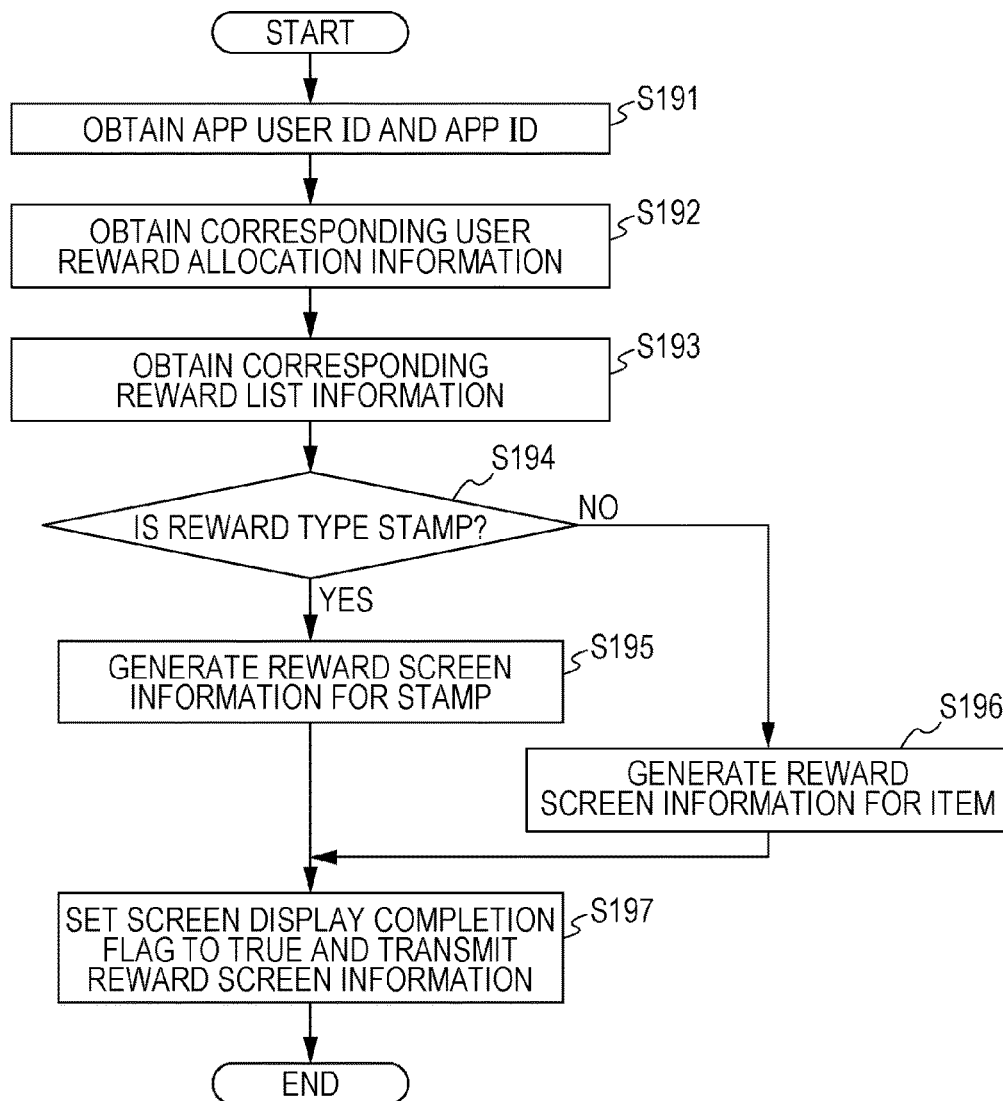 START
S191
OBTAIN APP USER ID AND APP ID
S192
OBTAIN CORRESPONDING USER
REWARD ALLOCATION INFORMATION
S193
OBTAIN CORRESPONDING
REWARD LIST INFORMATION
S194
IS REWARD TYPE STAMP?
NO
YES
S195
GENERATE REWARD SCREEN
INFORMATION FOR STAMP
S196
GENERATE REWARD
SCREEN INFORMATION FOR ITEM
S197
SET SCREEN DISPLAY COMPLETION
FLAG TO TRUE AND TRANSMIT
REWARD SCREEN INFORMATION
END